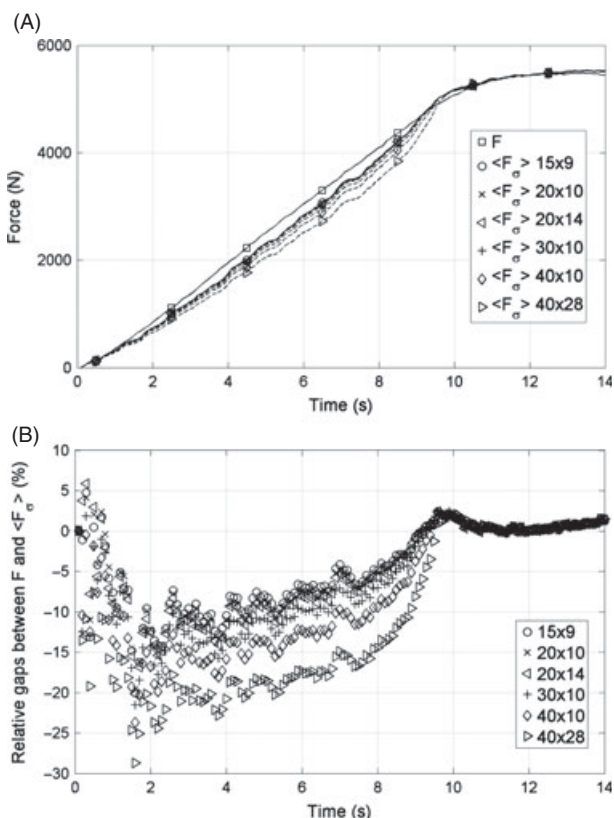 (A)
6000
4000
2000
0
Force (N)
F
<Fσ> 15x9
<Fσ> 20x10
<Fσ> 20x14
<Fσ> 30x10
<Fσ> 40x10
<Fσ> 40x28
0 2 4 6 8 10 12 14
Time (s)
(B)
10
5
0
−5
−10
−15
−20
−25
−30
Relative gaps between F and <Fσ> (%)
15x9
20x10
20x14
30x10
40x10
40x28
0 2 4 6 8 10 12 14
Time (s)